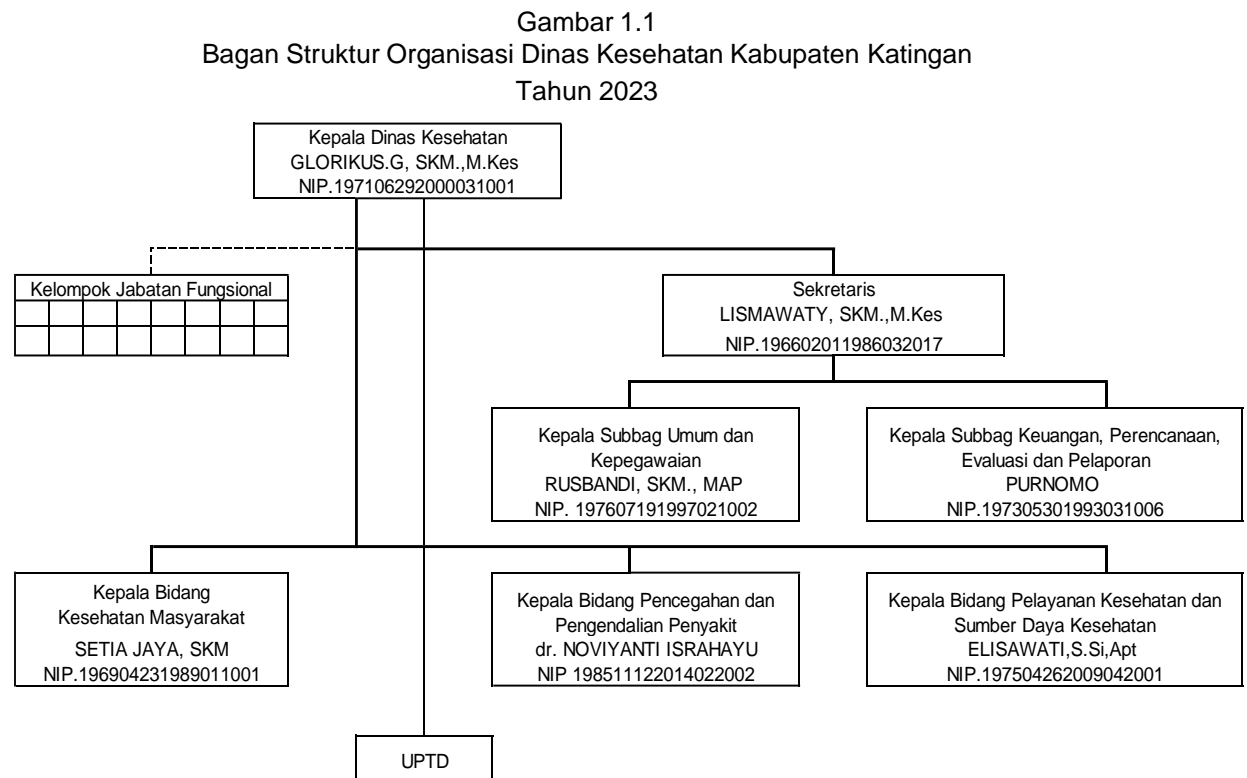 Gambar 1.1
Bagan Struktur Organisasi Dinas Kesehatan Kabupaten Katingan
Tahun 2023
Kepala Dinas Kesehatan
GLORIKUS.G, SKM.,M.Kes
NIP.197106292000031001
Kelompok Jabatan Fungsional
Sekretaris
LISMAWATY, SKM.,M.Kes
NIP.196602011986032017
Kepala Subbag Umum dan
Kepegawaian
RUSBANDI, SKM., MAP
NIP. 197607191997021002
Kepala Subbag Keuangan, Perencanaan,
Evaluasi dan Pelaporan
PURNOMO
NIP.197305301993031006
Kepala Bidang
Kesehatan Masyarakat
SETIA JAYA, SKM
NIP.196904231989011001
Kepala Bidang Pencegahan dan
Pengendalian Penyakit
dr. NOVIYANTI ISRAHAYU
NIP 198511122014022002
Kepala Bidang Pelayanan Kesehatan dan
Sumber Daya Kesehatan
ELISAWATI,S.Si,Apt
NIP.197504262009042001
UPTD